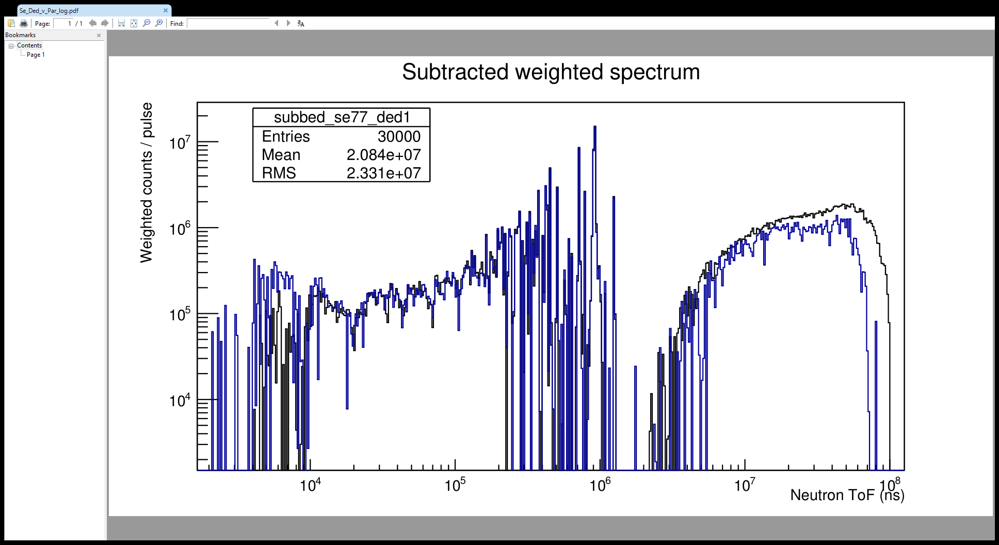 Se_Ded_v_Par_log.pdf
Page: 1 / 1 Find:
Bookmarks
Contents
Page 1
Subtracted weighted spectrum
Weighted counts / pulse
subbed_se77_ded1
Entries 30000
Mean 2.084e+07
RMS 2.331e+07
10^7
10^6
10^5
10^4
10^4 10^5 10^6 10^7 10^8
Neutron ToF (ns)